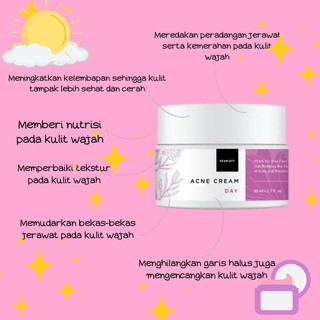 Meredakan peradangan jerawat
serta kemerahan pada kulit
wajah
Meningkatkan kelembapan sehingga kulit
tampak lebih sehat dan cerah
Memberi nutrisi
pada kulit wajah
Memperbaiki tekstur
pada kulit wajah
Memudarkan bekas-bekas
jerawat pada kulit wajah
Menghilangkan garis halus juga
mengencangkan kulit wajah
SCARLETT
ACNE CREAM
DAY